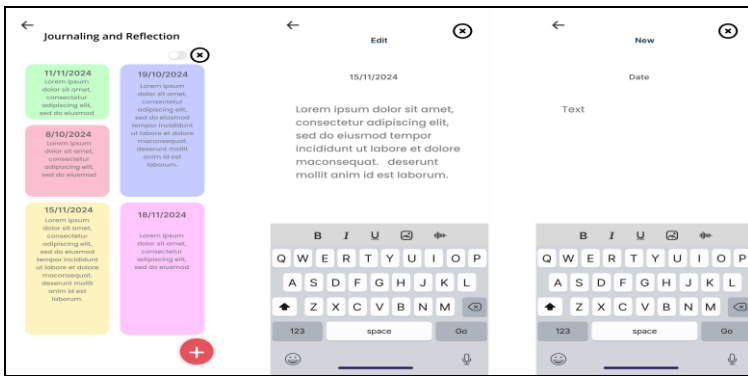 Journaling and Reflection
11/11/2024
Lorem ipsum
dolor sit amet,
consectetur
adipiscing elit,
sed do eiusmod
8/10/2024
Lorem ipsum
dolor sit amet,
consectetur
adipiscing elit,
sed do eiusmod
15/11/2024
Lorem ipsum
dolor sit amet,
consectetur
adipiscing elit,
sed do eiusmod
tempor incididunt
ut labore et dolore
maconsequat.
deserunt mollit
anim id est
laborum.
19/10/2024
Lorem ipsum
dolor sit amet,
consectetur
adipiscing elit,
sed do eiusmod
tempor incididunt
ut labore et dolore
maconsequat.
deserunt mollit
anim id est
laborum.
18/11/2024
Lorem ipsum
dolor sit amet,
consectetur
adipiscing elit,
sed do eiusmod
Edit
15/11/2024
Lorem ipsum dolor sit amet,
consectetur adipiscing elit,
sed do eiusmod tempor
incididunt ut labore et dolore
maconsequat. deserunt
mollit anim id est laborum.
B I U
Q W E R T Y U I O P
A S D F G H J K L
Z X C V B N M
123 space Go
New
Date
Text
B I U
Q W E R T Y U I O P
A S D F G H J K L
Z X C V B N M
123 space Go